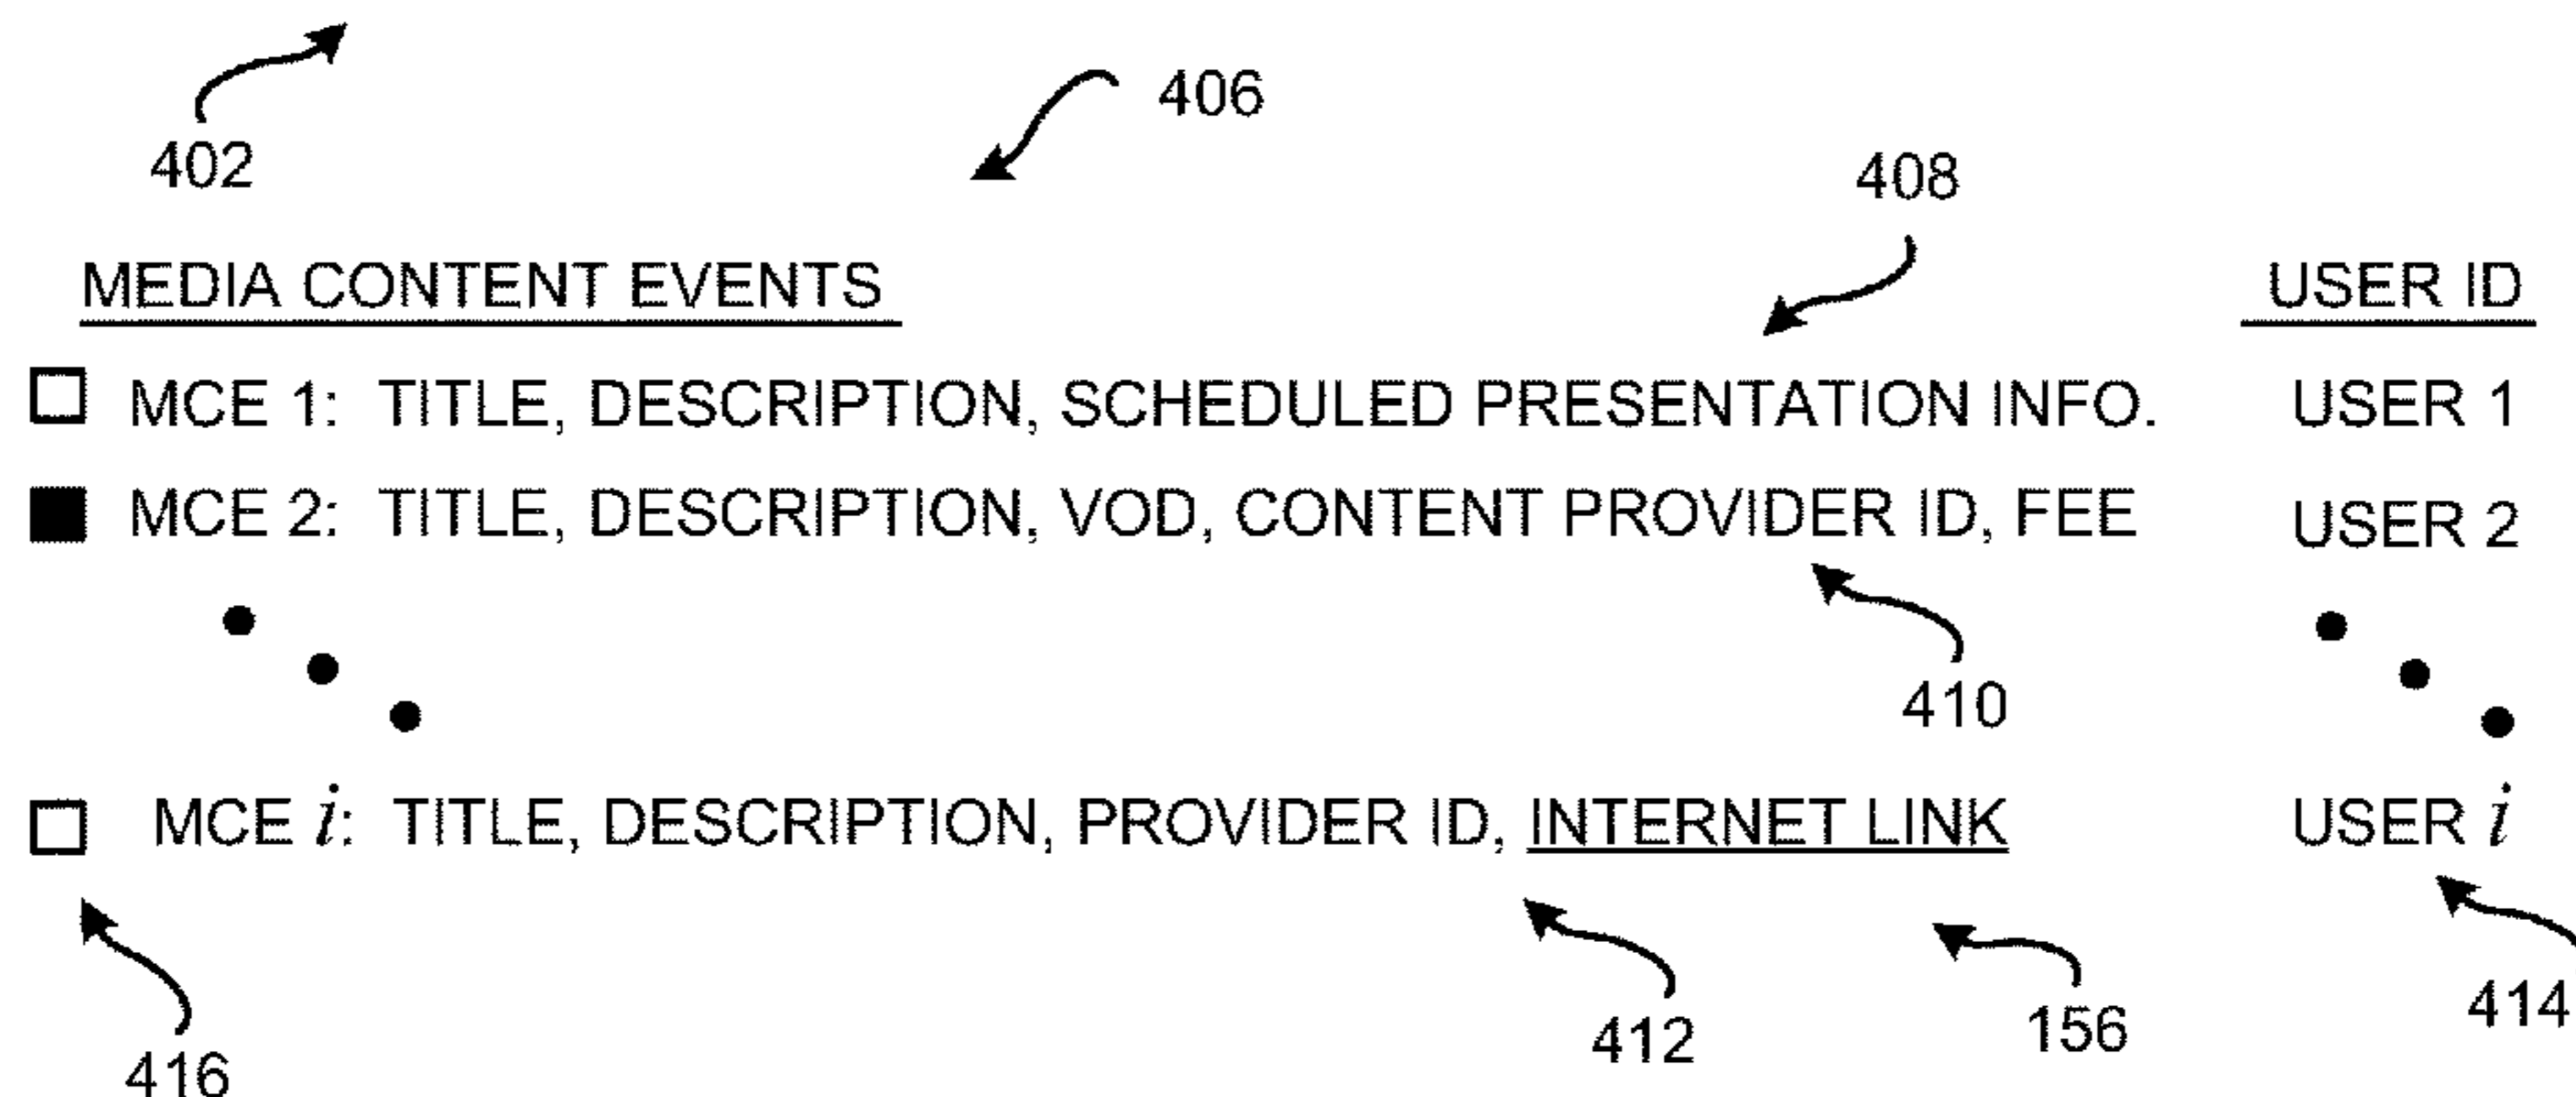 406
402
408
MEDIA CONTENT EVENTS USER ID
MCE 1: TITLE, DESCRIPTION, SCHEDULED PRESENTATION INFO. USER 1
MCE 2: TITLE, DESCRIPTION, VOD, CONTENT PROVIDER ID, FEE USER 2
410
MCE i: TITLE, DESCRIPTION, PROVIDER ID, INTERNET LINK USER i
414
156
412
416